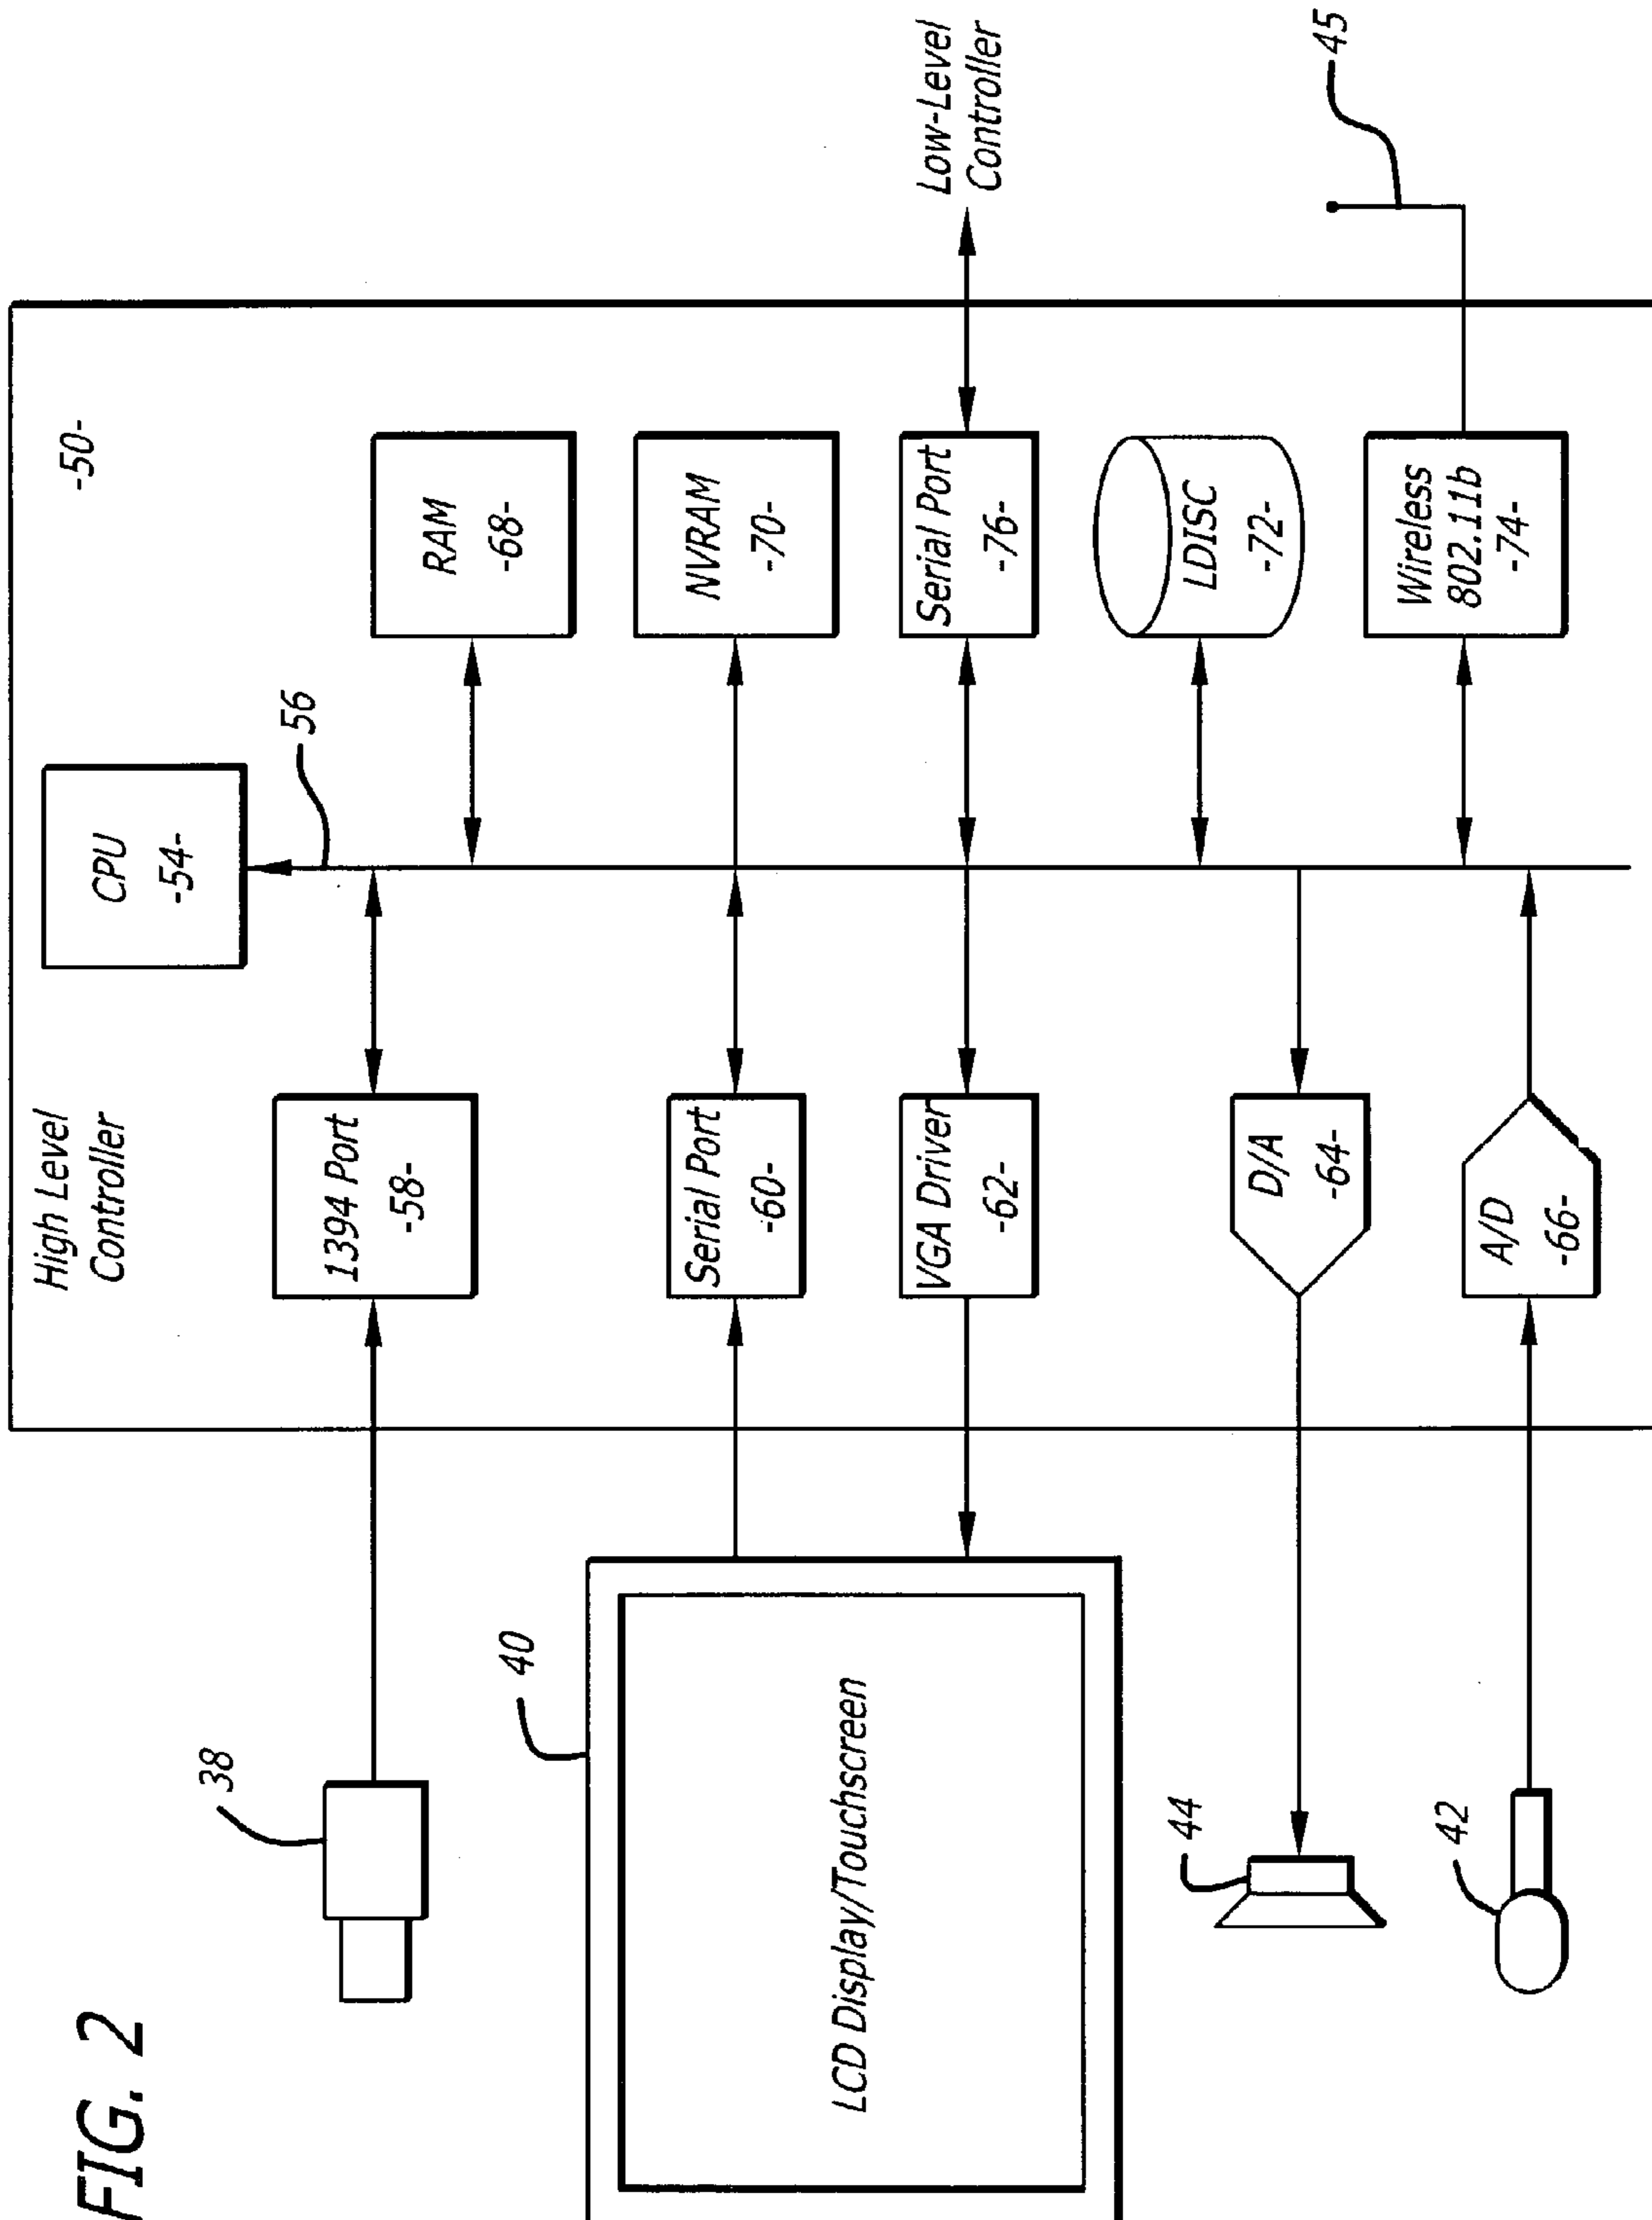 FIG. 2
High Level
Controller
-50-
CPU
-54-
56
38
1394 Port
-58-
RAM
-68-
40
LCD Display/Touchscreen
Serial Port
-60-
NVRAM
-70-
VGA Driver
-62-
Serial Port
-76-
Low-Level
Controller
44
D/A
-64-
LDISC
-72-
42
A/D
-66-
Wireless
802.11b
-74-
45